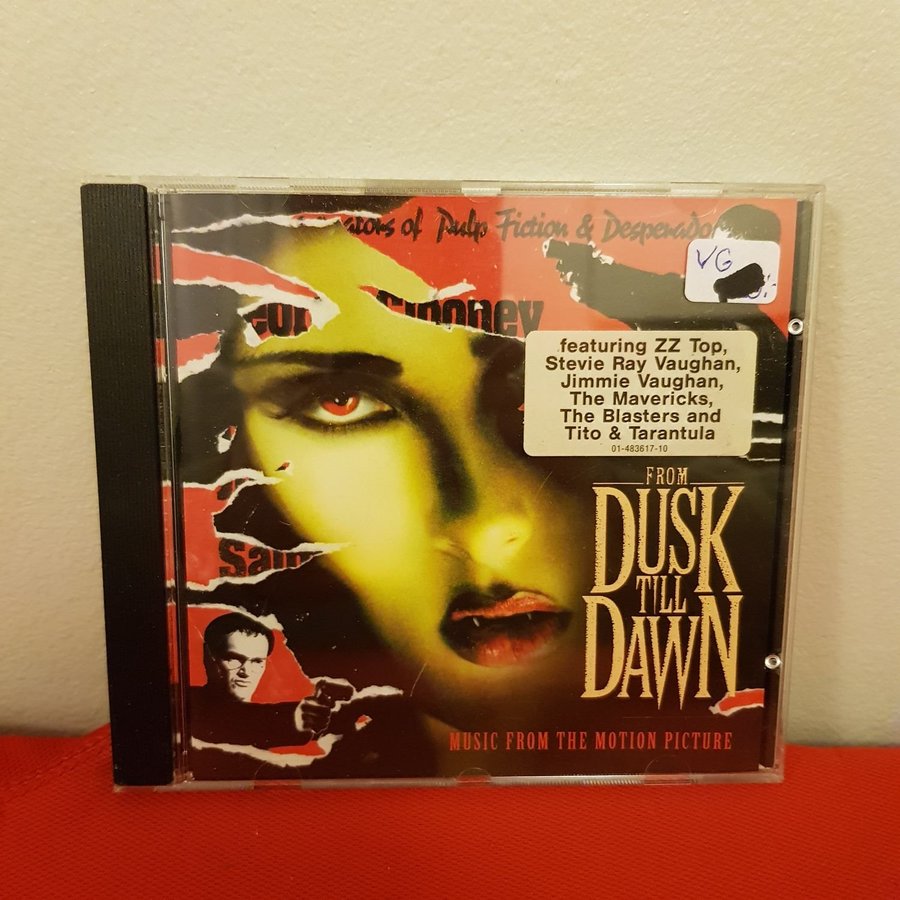 of Pulp Fiction & Desperado
VG
featuring ZZ Top,
Stevie Ray Vaughan,
Jimmie Vaughan,
The Mavericks,
The Blasters and
Tito & Tarantula
01-483617-10
FROM
DUSK
TILL
DAWN
MUSIC FROM THE MOTION PICTURE